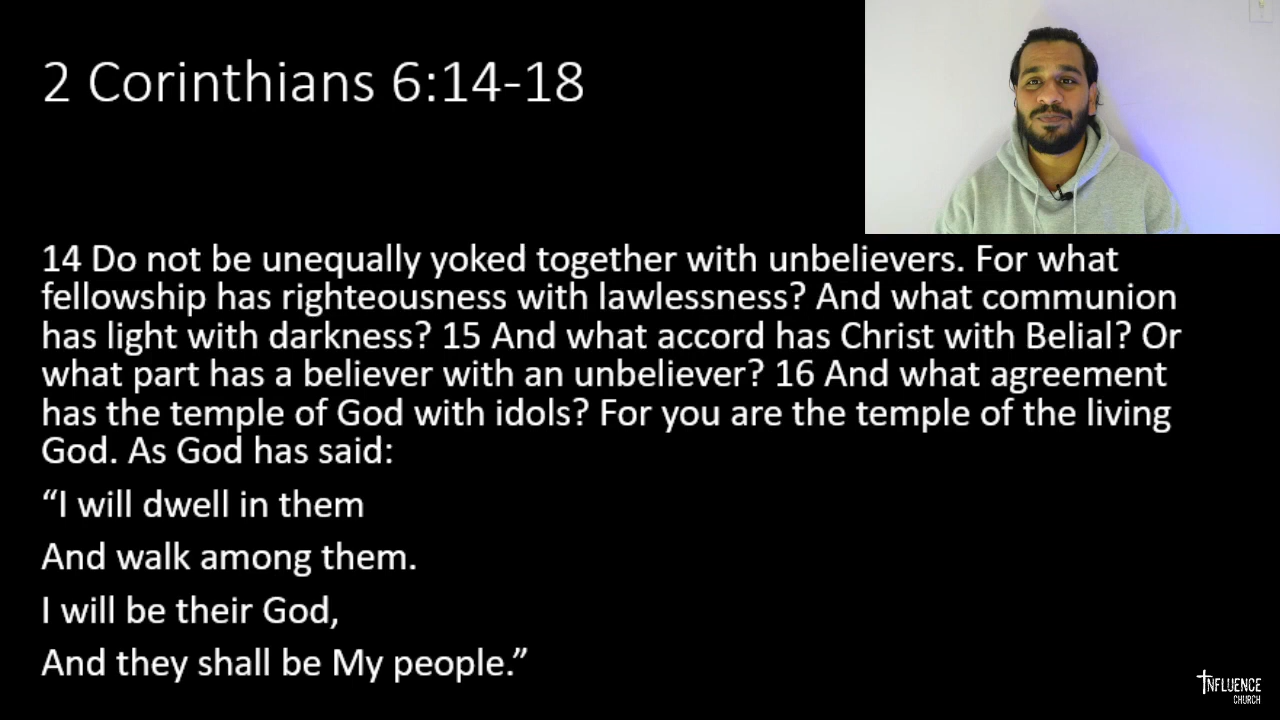 2 Corinthians 6:14-18
14 Do not be unequally yoked together with unbelievers. For what
fellowship has righteousness with lawlessness? And what communion
has light with darkness? 15 And what accord has Christ with Belial? Or
what part has a believer with an unbeliever? 16 And what agreement
has the temple of God with idols? For you are the temple of the living
God. As God has said:
“I will dwell in them
And walk among them.
I will be their God,
And they shall be My people.”
INFLUENCE
CHURCH